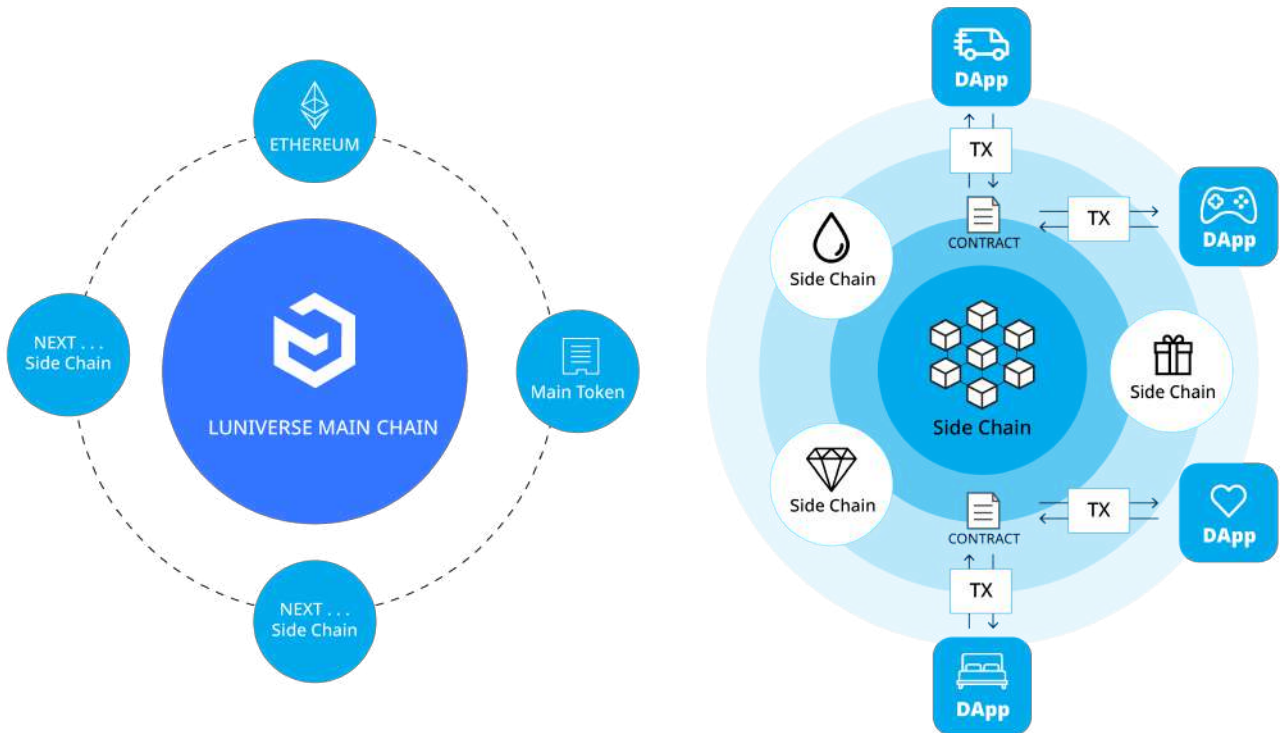 ETHEREUM
NEXT . . .
Side Chain
LUNIVERSE MAIN CHAIN
Main Token
NEXT . . .
Side Chain
DApp
TX
CONTRACT
TX
DApp
Side Chain
Side Chain
Side Chain
Side Chain
CONTRACT
TX
DApp
TX
DApp